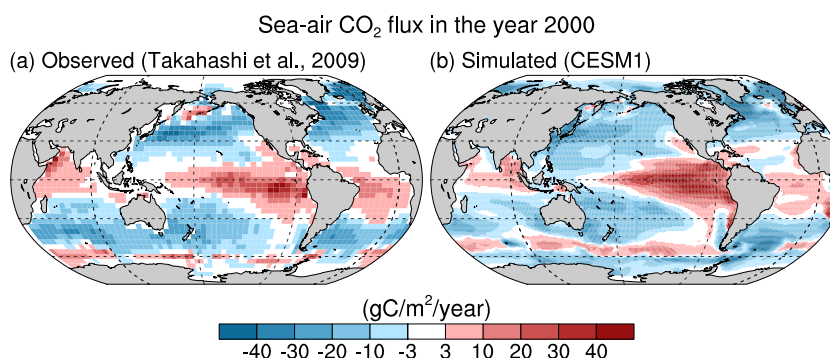 Sea-air CO₂ flux in the year 2000
(a) Observed (Takahashi et al., 2009)
(b) Simulated (CESM1)
(gC/m²/year)
-40 -30 -20 -10 -3 3 10 20 30 40